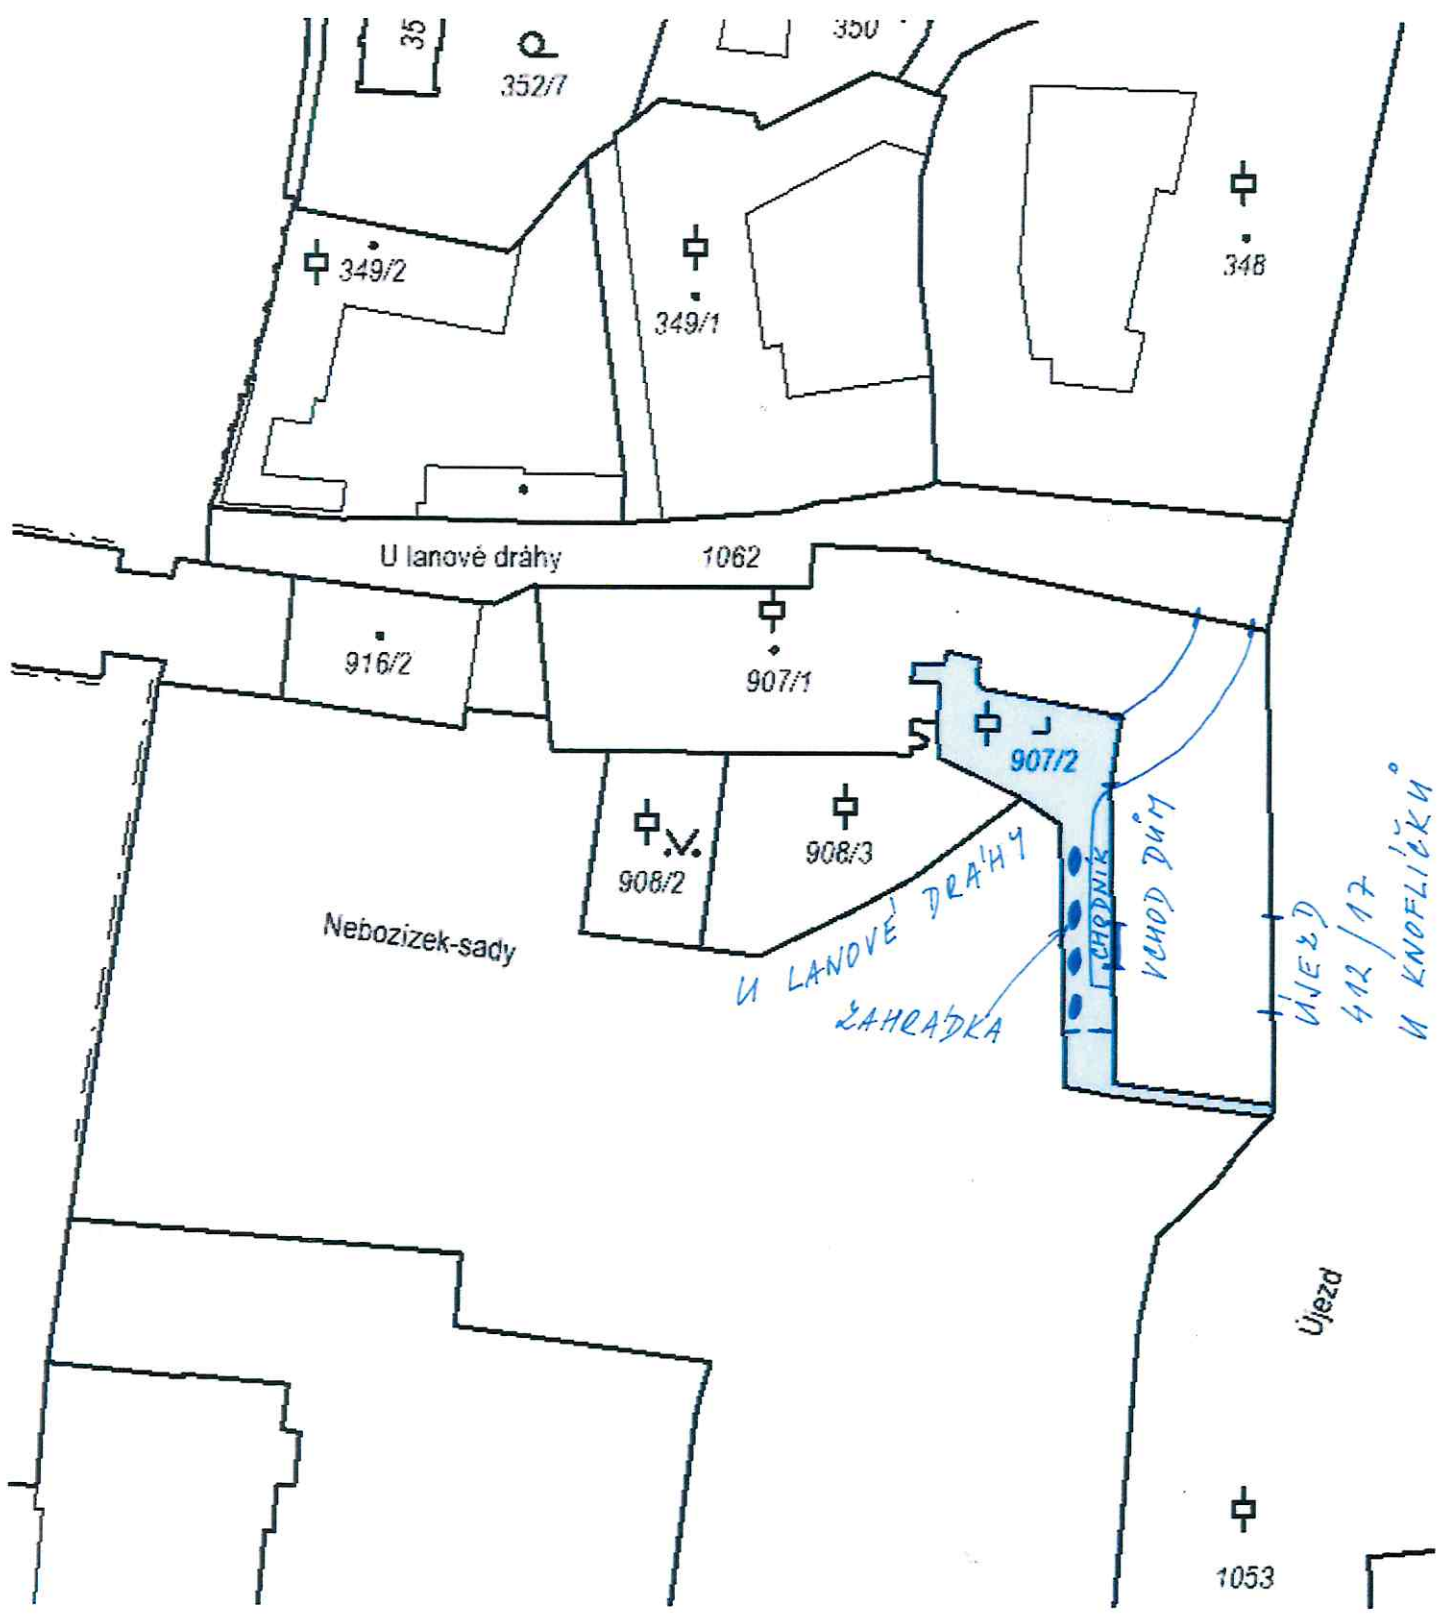 35
350
352/7
349/2
349/1
348
U lanové dráhy
1062
916/2
907/1
907/2
908/2
908/3
Nebozízek-sady
U LANOVÉ DRÁHY
ZAHRÁDKA
CHODNÍK
VCHOD DŮM
ÚJEZD
412/17
U KNOFLÍČKŮ
Újezd
1053